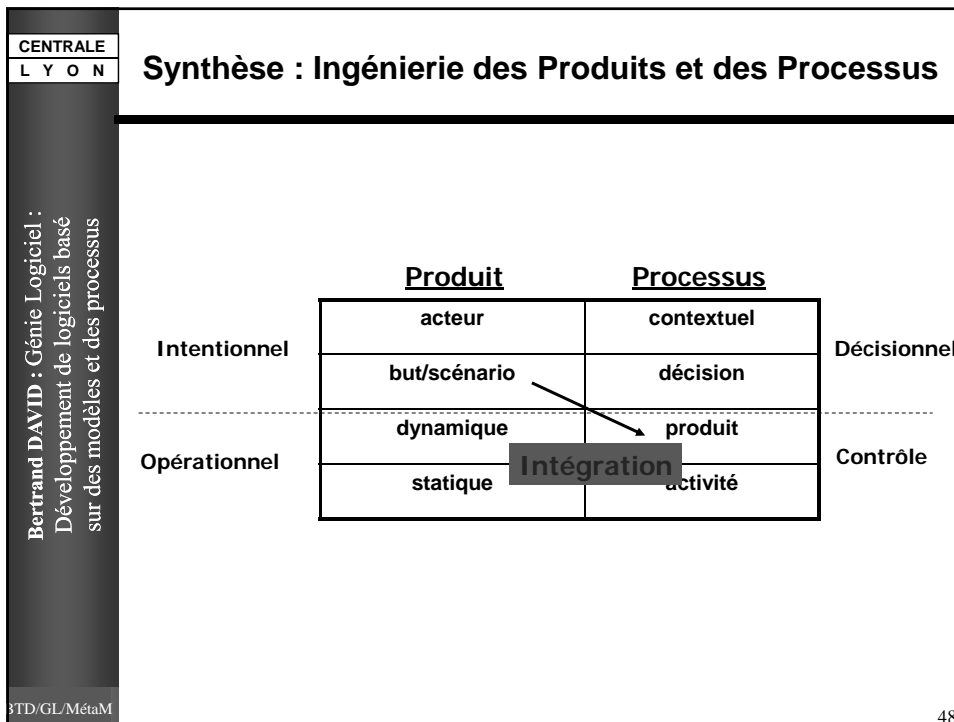 CENTRALE
L Y O N
Synthèse : Ingénierie des Produits et des Processus
Bertrand DAVID : Génie Logiciel :
Développement de logiciels basé
sur des modèles et des processus
Produit Processus
acteur contextuel
Intentionnel Décisionnel
but/scénario décision
dynamique produit
Opérationnel Intégration Contrôle
statique activité
BTD/GL/MétaM
48